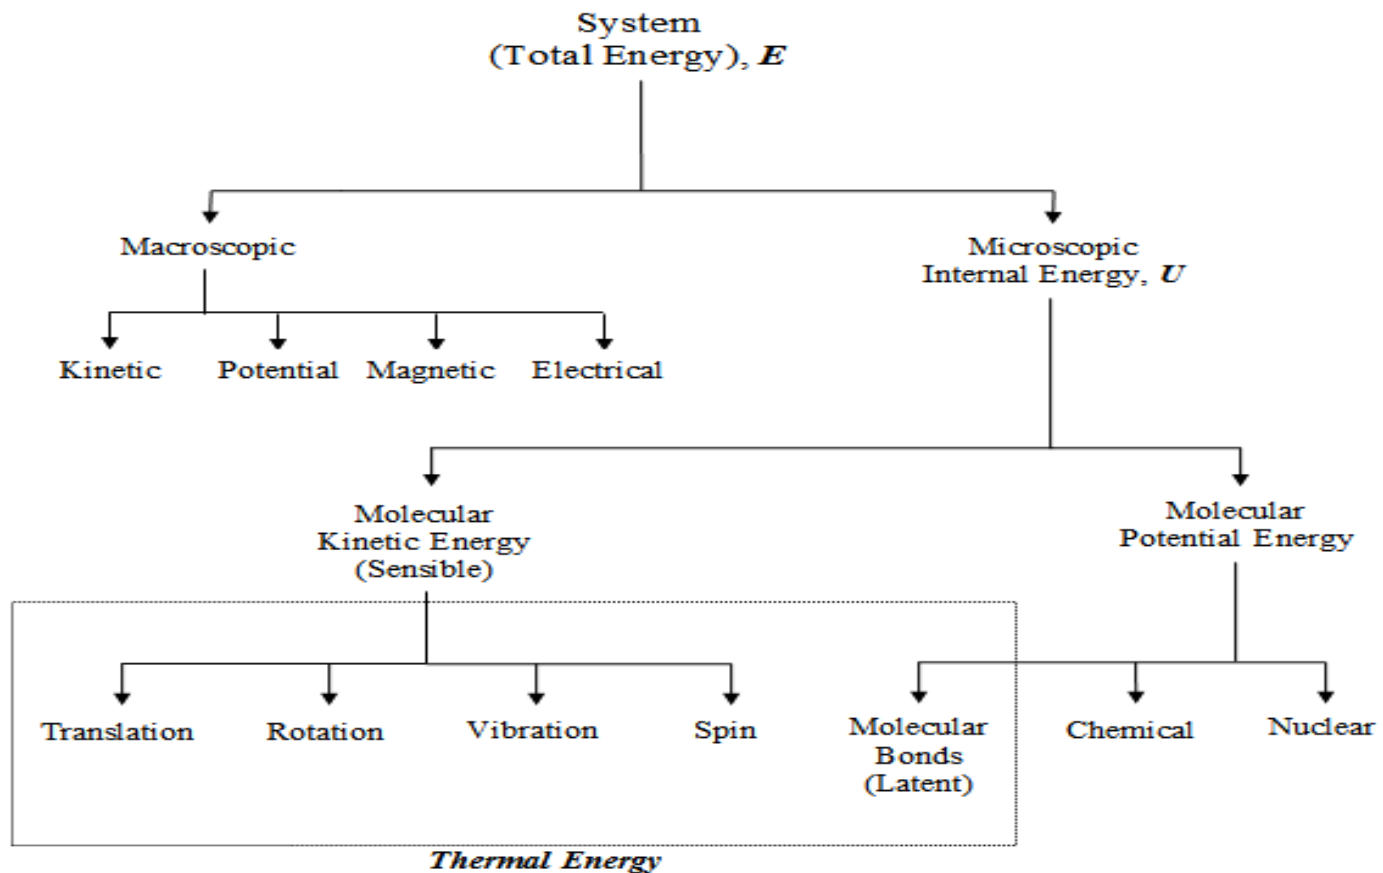 System
(Total Energy), E
Macroscopic
Microscopic
Internal Energy, U
Kinetic
Potential
Magnetic
Electrical
Molecular
Kinetic Energy
(Sensible)
Molecular
Potential Energy
Translation
Rotation
Vibration
Spin
Molecular
Bonds
(Latent)
Chemical
Nuclear
Thermal Energy